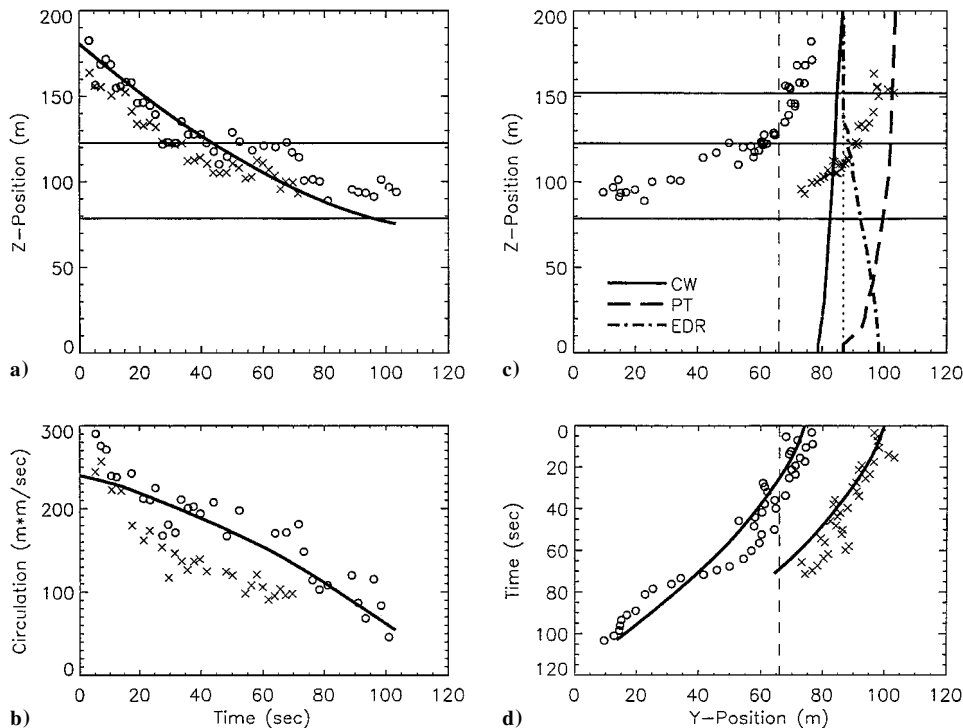 200
150
100
50
0
Z-Position (m)
0 20 40 60 80 100 120
a)
200
150
100
50
0
Z-Position (m)
CW
PT
EDR
0 20 40 60 80 100 120
c)
300
200
100
0
Circulation (m*m/sec)
0 20 40 60 80 100 120
Time (sec)
b)
0
20
40
60
80
100
120
Time (sec)
0 20 40 60 80 100 120
Y-Position (m)
d)